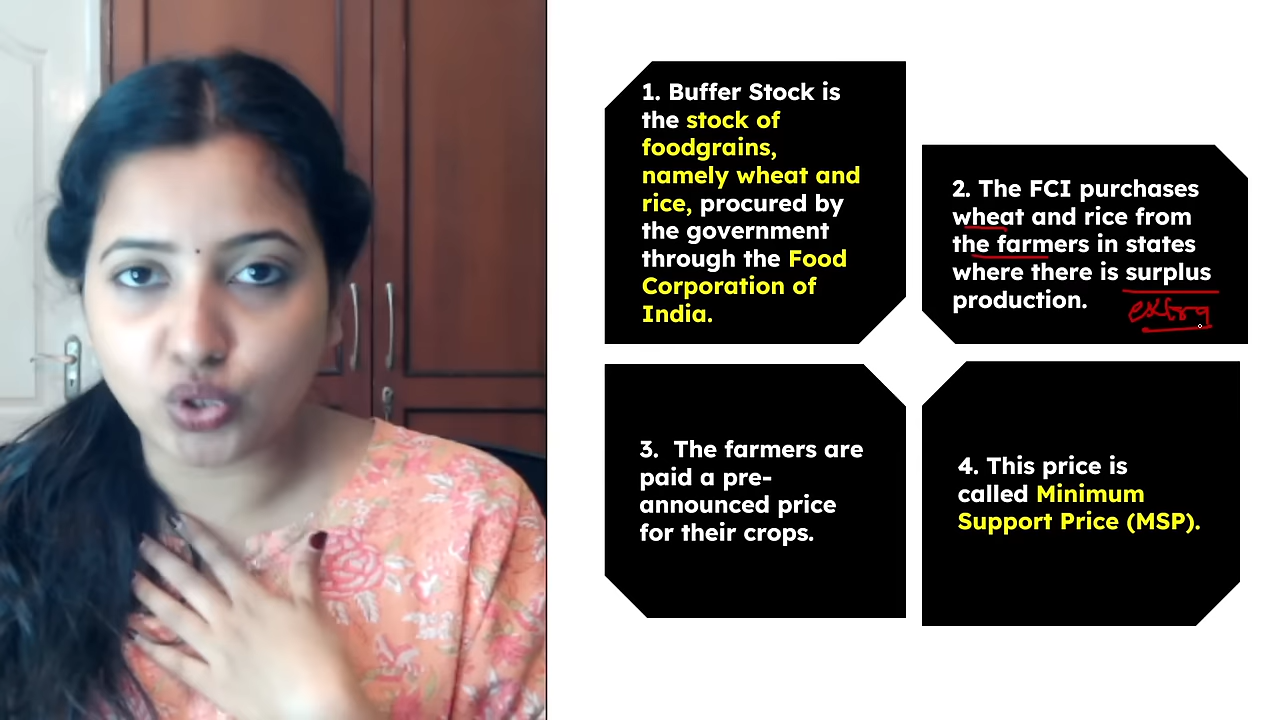 1. Buffer Stock is
the stock of
foodgrains,
namely wheat and
rice, procured by
the government
through the Food
Corporation of
India.
2. The FCI purchases
wheat and rice from
the farmers in states
where there is surplus
production.
extra
3. The farmers are
paid a pre-
announced price
for their crops.
4. This price is
called Minimum
Support Price (MSP).